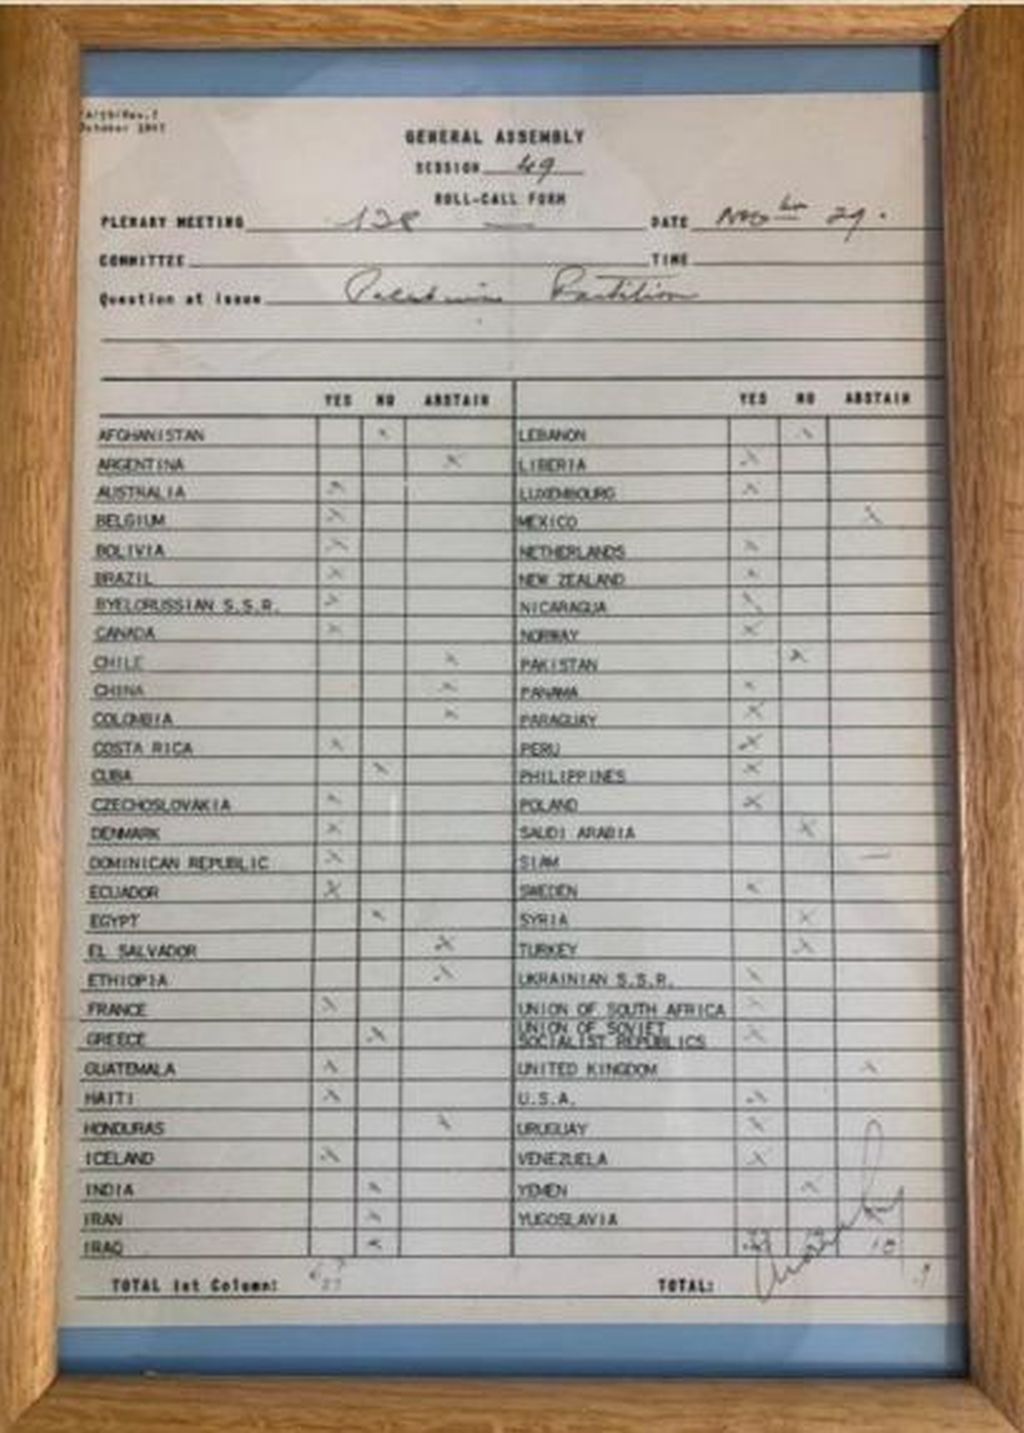 October 1947
GENERAL ASSEMBLY
SESSION 49
ROLL-CALL FORM
PLENARY MEETING 128 DATE 29.
COMMITTEE TIME
Question at issue Palestine Partition
YES NO ABSTAIN YES NO ABSTAIN
AFGHANISTAN x LEBANON x
ARGENTINA x LIBERIA x
AUSTRALIA x LUXEMBOURG x
BELGIUM x MEXICO x
BOLIVIA x NETHERLANDS x
BRAZIL x NEW ZEALAND x
BYELORUSSIAN S.S.R. x NICARAGUA x
CANADA x NORWAY x
CHILE x PAKISTAN x
CHINA x PANAMA x
COLOMBIA x PARAGUAY x
COSTA RICA x PERU x
CUBA x PHILIPPINES x
CZECHOSLOVAKIA x POLAND x
DENMARK x SAUDI ARABIA x
DOMINICAN REPUBLIC x SIAM —
ECUADOR x SWEDEN x
EGYPT x SYRIA x
EL SALVADOR x TURKEY x
ETHIOPIA x UKRAINIAN S.S.R. x
FRANCE x UNION OF SOUTH AFRICA x
GREECE x UNION OF SOVIET SOCIALIST REPUBLICS x
GUATEMALA x UNITED KINGDOM x
HAITI x U.S.A. x
HONDURAS x URUGUAY x
ICELAND x VENEZUELA x
INDIA x YEMEN x
IRAN x YUGOSLAVIA
IRAQ x 10
TOTAL 1st Column: TOTAL: